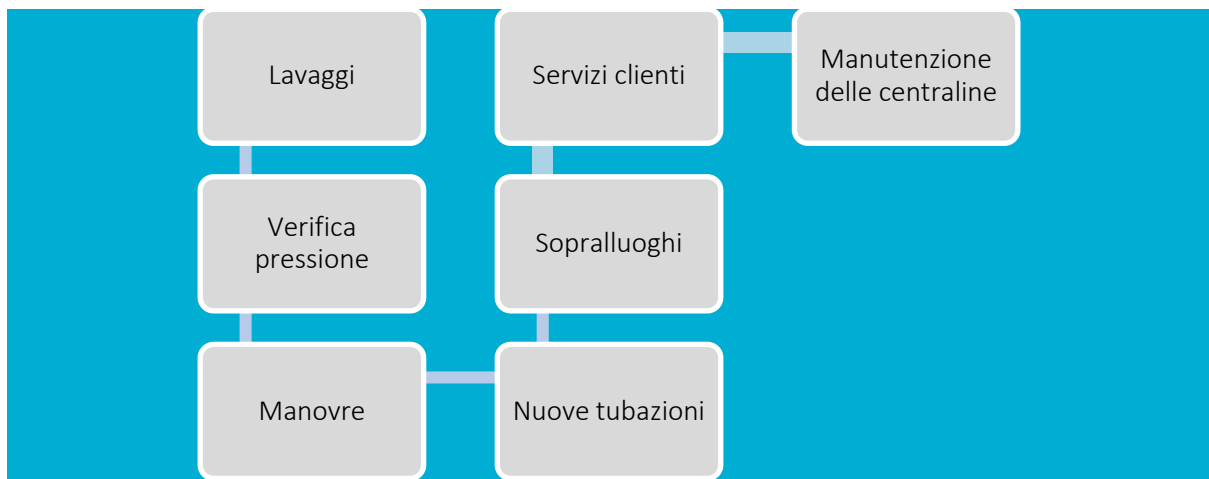 Lavaggi
Verifica
pressione
Manovre
Nuove tubazioni
Sopralluoghi
Servizi clienti
Manutenzione
delle centraline